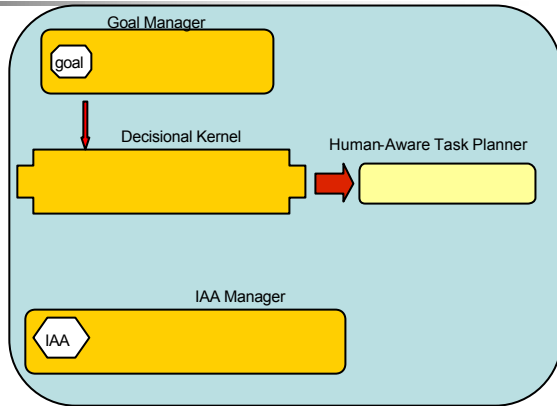 Goal Manager
goal
Decisional Kernel
Human-Aware Task Planner
IAA Manager
IAA